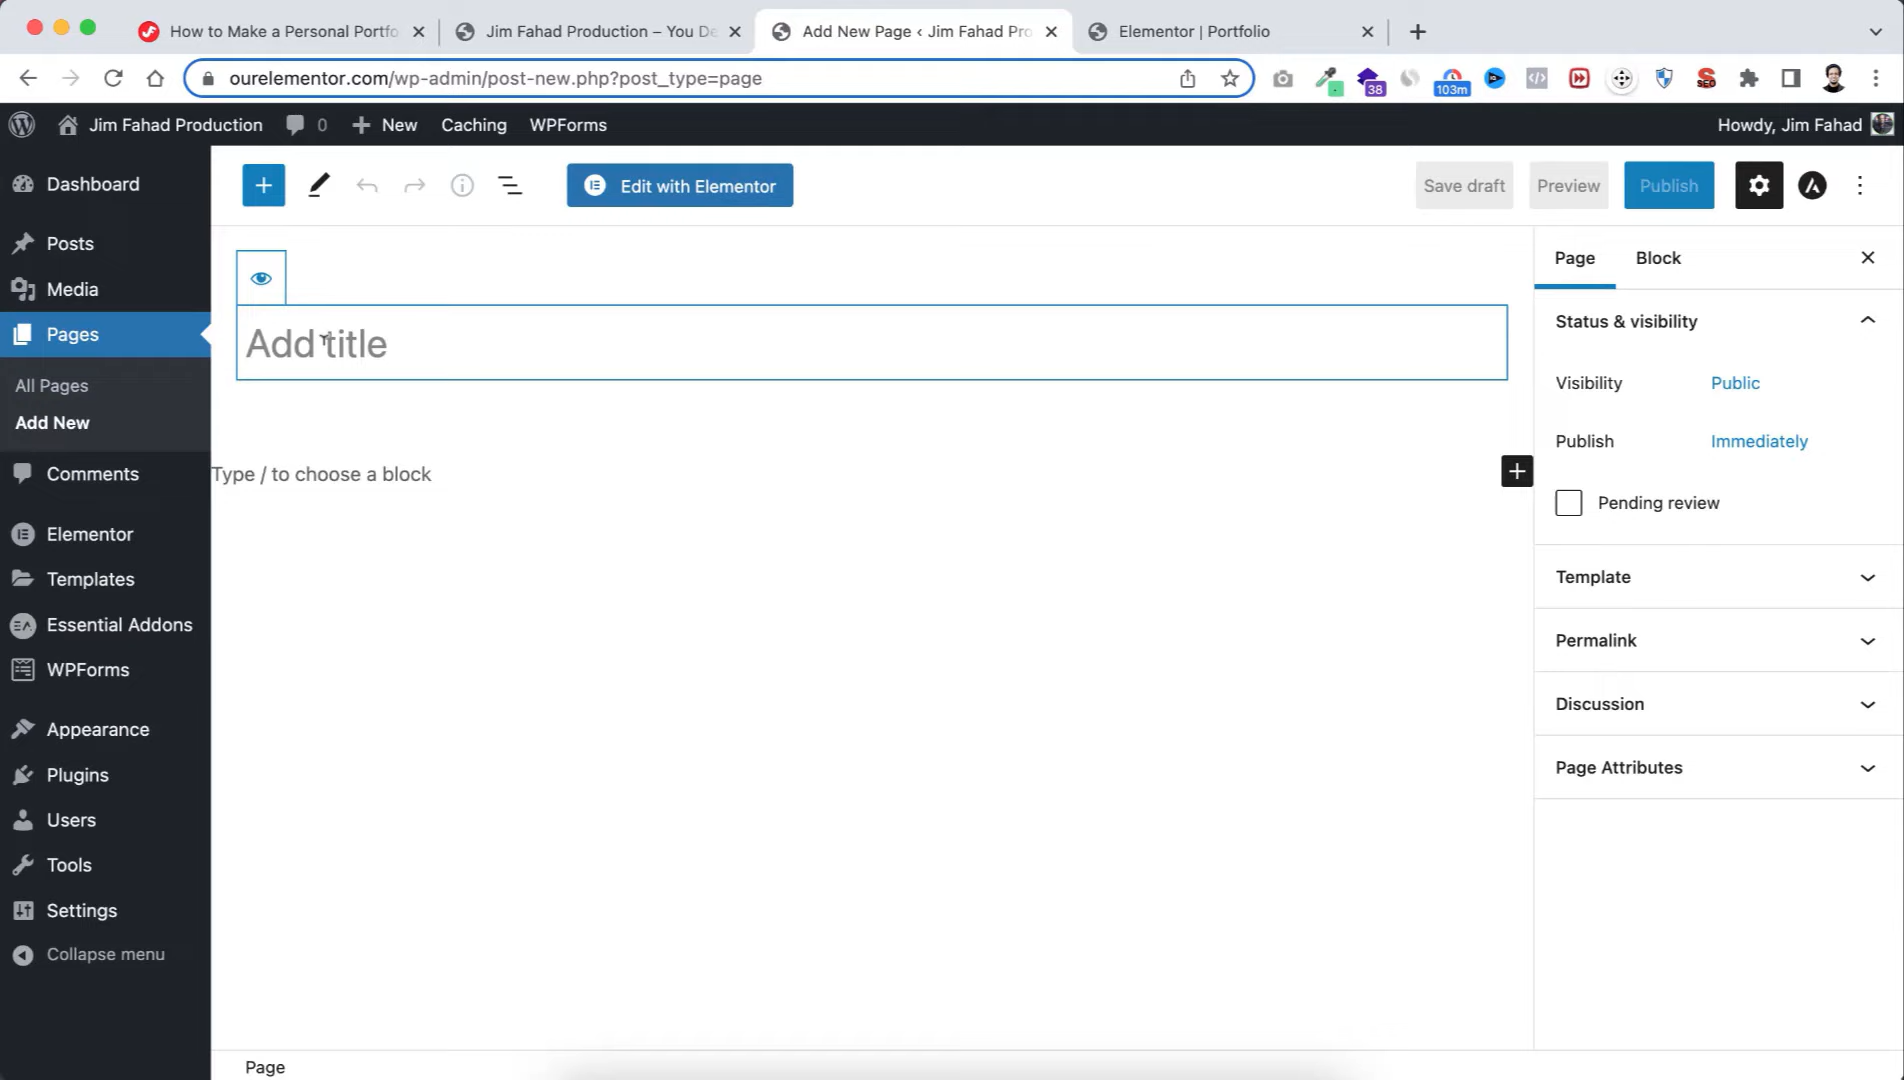 How to Make a Personal Portfo
Jim Fahad Production – You De
Add New Page ‹ Jim Fahad Pro
Elementor | Portfolio
ourelementor.com/wp-admin/post-new.php?post_type=page
38
103m
SEO
Jim Fahad Production
0
New
Caching
WPForms
Howdy, Jim Fahad
Dashboard
Posts
Media
Pages
All Pages
Add New
Comments
Elementor
Templates
Essential Addons
WPForms
Appearance
Plugins
Users
Tools
Settings
Collapse menu
Edit with Elementor
Save draft
Preview
Publish
Add title
Type / to choose a block
Page
Block
Status & visibility
Visibility
Public
Publish
Immediately
Pending review
Template
Permalink
Discussion
Page Attributes
Page